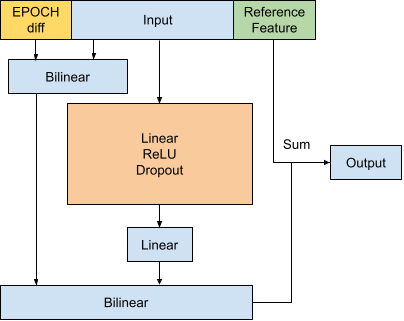 EPOCH
diff
Input
Reference
Feature
Bilinear
Linear
ReLU
Dropout
Sum
Output
Linear
Bilinear